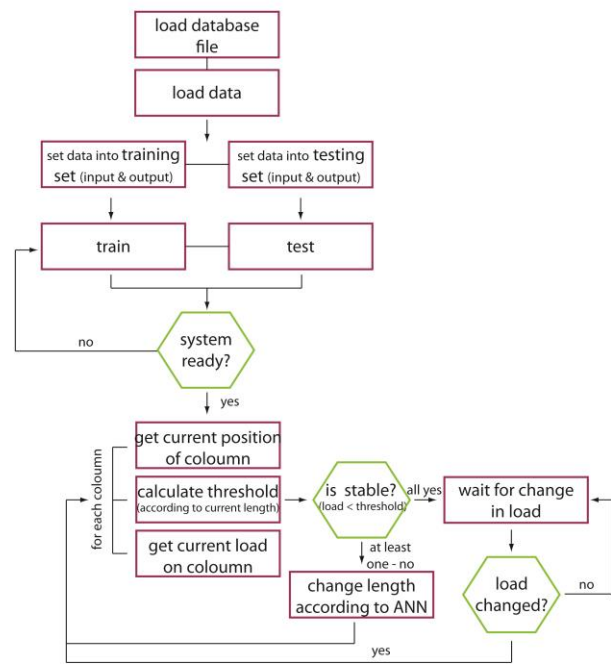 load database
file
load data
set data into training
set (input & output)
set data into testing
set (input & output)
train
test
no
system
ready?
yes
for each coloumn
get current position
of coloumn
calculate threshold
(according to current length)
get current load
on coloumn
is stable?
(load < threshold)
all yes
wait for change
in load
at least
one - no
change length
according to ANN
load
changed?
no
yes